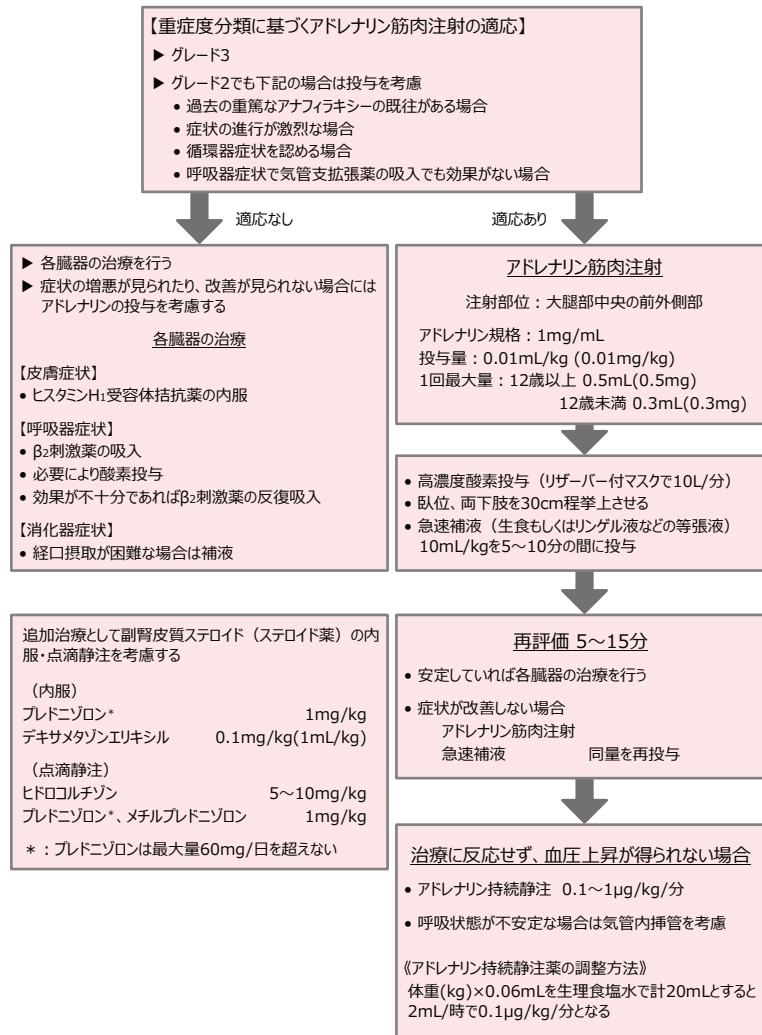 【重症度分類に基づくアドレナリン筋肉注射の適応】
▶ グレード3
▶ グレード2でも下記の場合は投与を考慮
• 過去の重篤なアナフィラキシーの既往がある場合
• 症状の進行が激烈な場合
• 循環器症状を認める場合
• 呼吸器症状で気管支拡張薬の吸入でも効果がない場合
適応なし
適応あり
▶ 各臓器の治療を行う
▶ 症状の増悪が見られたり、改善が見られない場合には
アドレナリンの投与を考慮する
各臓器の治療
【皮膚症状】
• ヒスタミンH₁受容体拮抗薬の内服
【呼吸器症状】
• β₂刺激薬の吸入
• 必要により酸素投与
• 効果が不十分であればβ₂刺激薬の反復吸入
【消化器症状】
• 経口摂取が困難な場合は補液
アドレナリン筋肉注射
注射部位：大腿部中央の前外側部
アドレナリン規格：1mg/mL
投与量：0.01mL/kg (0.01mg/kg)
1回最大量：12歳以上 0.5mL(0.5mg)
12歳未満 0.3mL(0.3mg)
• 高濃度酸素投与（リザーバー付マスクで10L/分）
• 臥位、両下肢を30cm程挙上させる
• 急速補液（生食もしくはリンゲル液などの等張液）
10mL/kgを5～10分の間に投与
追加治療として副腎皮質ステロイド（ステロイド薬）の内
服・点滴静注を考慮する
（内服）
プレドニゾロン* 1mg/kg
デキサメタゾンエリキシル 0.1mg/kg(1mL/kg)
（点滴静注）
ヒドロコルチゾン 5～10mg/kg
プレドニゾロン*、メチルプレドニゾロン 1mg/kg
＊：プレドニゾロンは最大量60mg/日を超えない
再評価 5～15分
• 安定していれば各臓器の治療を行う
• 症状が改善しない場合
アドレナリン筋肉注射
急速補液 同量を再投与
治療に反応せず、血圧上昇が得られない場合
• アドレナリン持続静注 0.1～1μg/kg/分
• 呼吸状態が不安定な場合は気管内挿管を考慮
《アドレナリン持続静注薬の調整方法》
体重(kg)×0.06mLを生理食塩水で計20mLとすると
2mL/時で0.1μg/kg/分となる